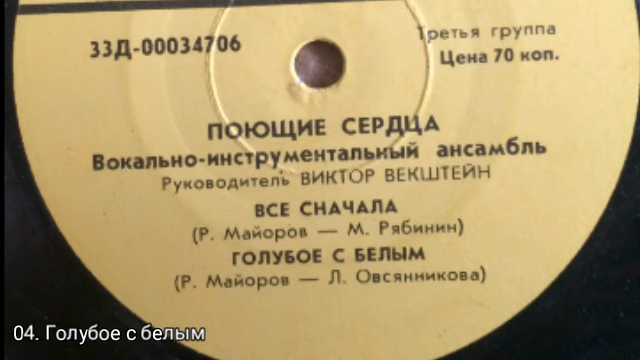 33Д-00034706
Третья группа
Цена 70 коп.
ПОЮЩИЕ СЕРДЦА
Вокально-инструментальный ансамбль
Руководитель ВИКТОР ВЕКШТЕЙН
ВСЕ СНАЧАЛА
(Р. Майоров — М. Рябинин)
ГОЛУБОЕ С БЕЛЫМ
(Р. Майоров — Л. Овсянникова)
04. Голубое с белым